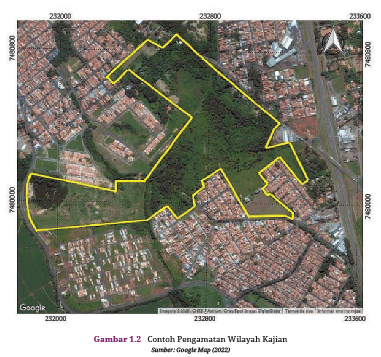 232000 232800 233600
7480800 7480800
7480000 7480000
Google
232000 232800 233600
Gambar 1.2 Contoh Pengamatan Wilayah Kajian
Sumber: Google Map (2022)